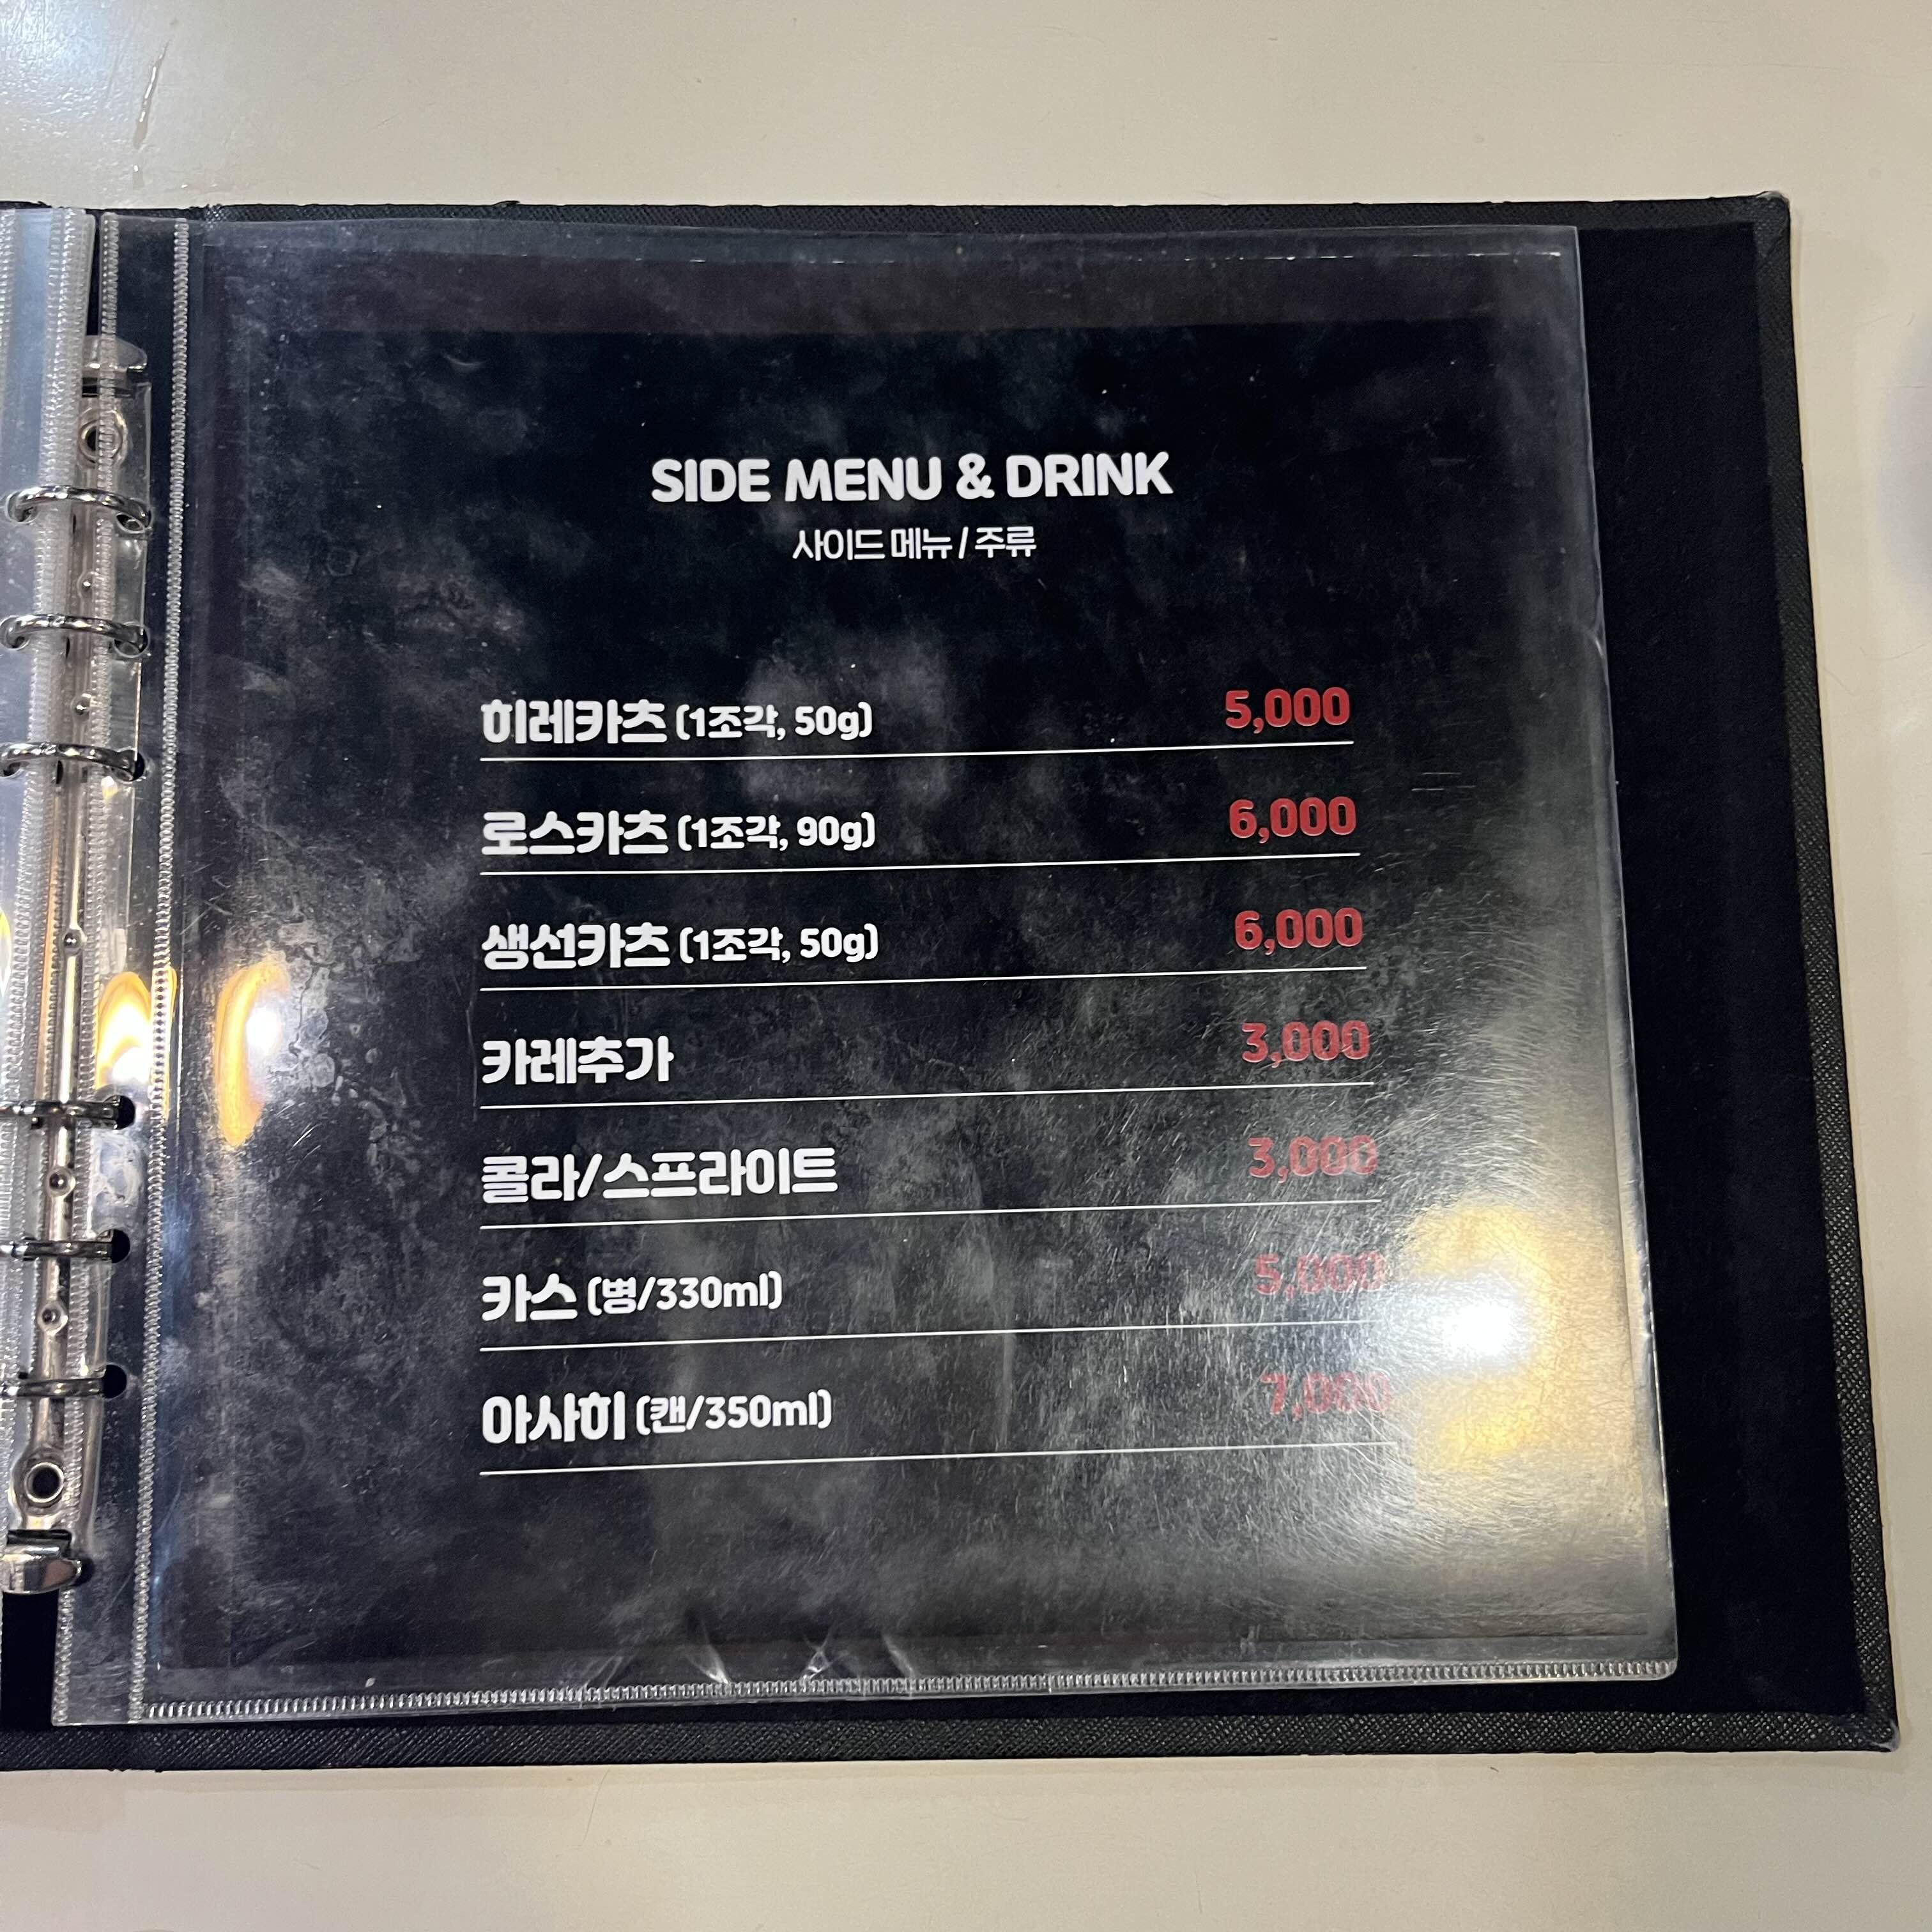 SIDE MENU & DRINK
사이드 메뉴 / 주류
히레카츠 (1조각, 50g) 5,000
로스카츠 (1조각, 90g) 6,000
생선카츠 (1조각, 50g) 6,000
카레추가 3,000
콜라/스프라이트 3,000
카스 (병/330ml) 5,000
아사히 (캔/350ml) 7,000